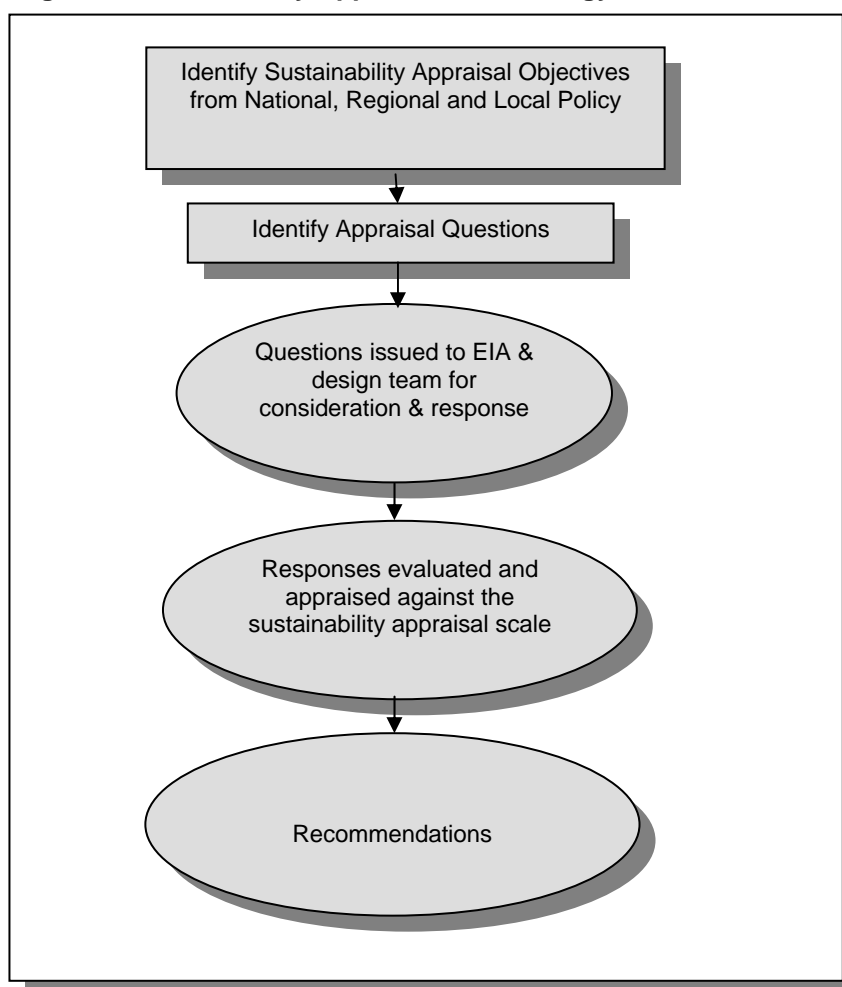 Identify Sustainability Appraisal Objectives
from National, Regional and Local Policy
Identify Appraisal Questions
Questions issued to EIA &
design team for
consideration & response
Responses evaluated and
appraised against the
sustainability appraisal scale
Recommendations